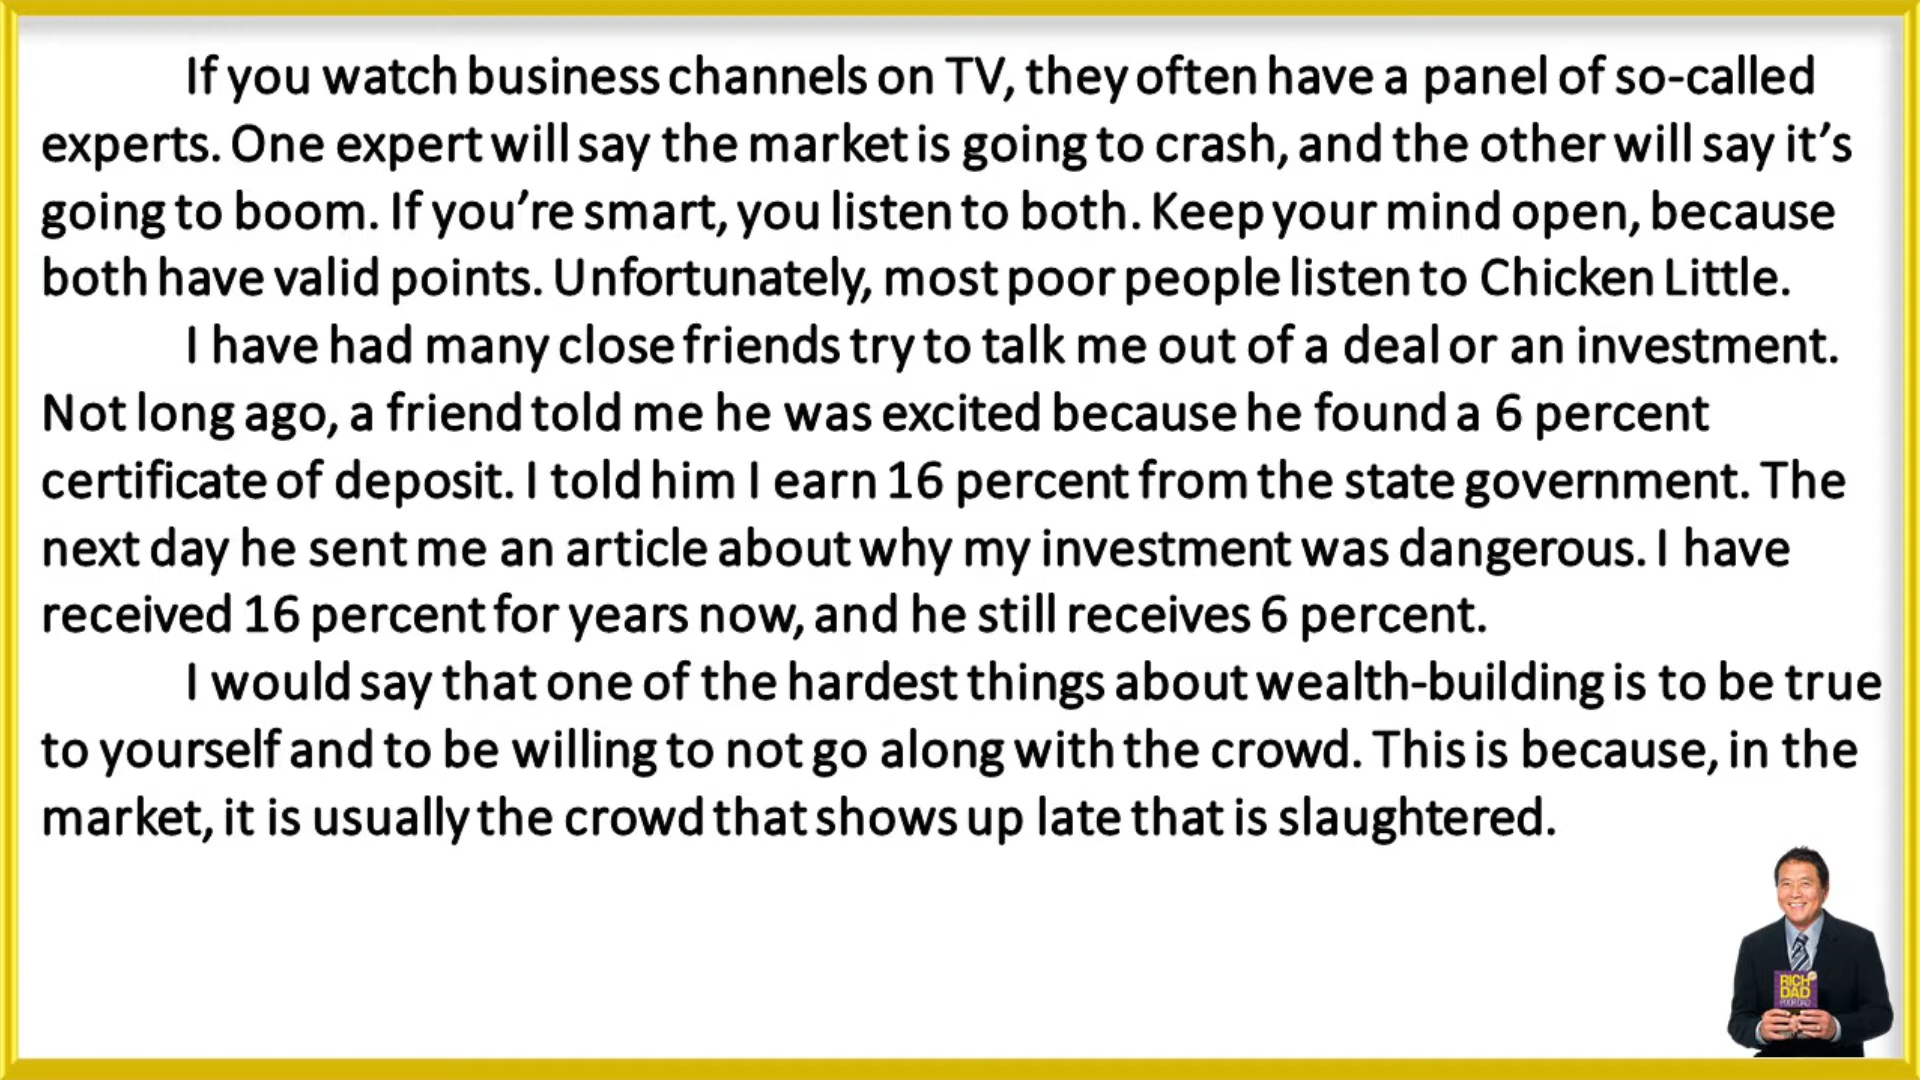 If you watch business channels on TV, they often have a panel of so-called
experts. One expert will say the market is going to crash, and the other will say it’s
going to boom. If you’re smart, you listen to both. Keep your mind open, because
both have valid points. Unfortunately, most poor people listen to Chicken Little.
I have had many close friends try to talk me out of a deal or an investment.
Not long ago, a friend told me he was excited because he found a 6 percent
certificate of deposit. I told him I earn 16 percent from the state government. The
next day he sent me an article about why my investment was dangerous. I have
received 16 percent for years now, and he still receives 6 percent.
I would say that one of the hardest things about wealth-building is to be true
to yourself and to be willing to not go along with the crowd. This is because, in the
market, it is usually the crowd that shows up late that is slaughtered.
RICH
DAD
POOR DAD